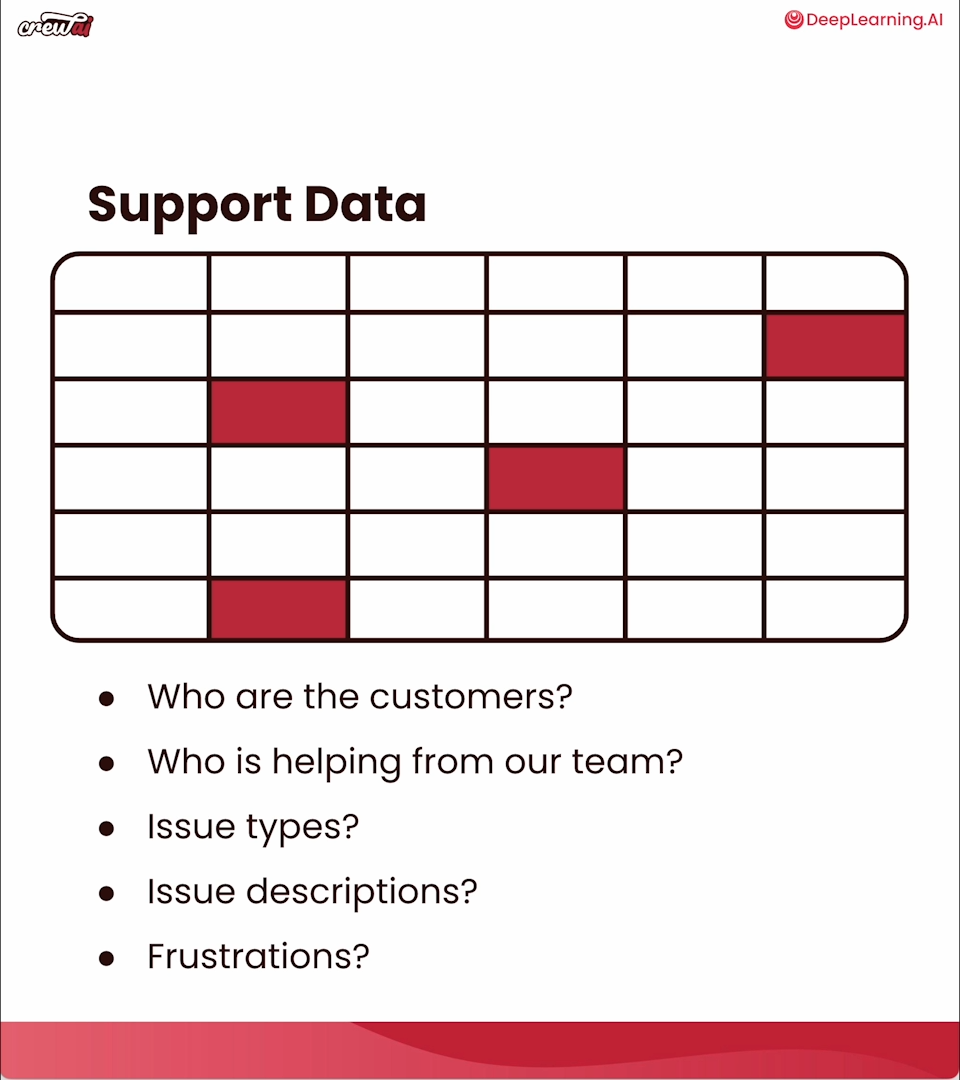 crewai
DeepLearning.AI
Support Data
● Who are the customers?
● Who is helping from our team?
● Issue types?
● Issue descriptions?
● Frustrations?